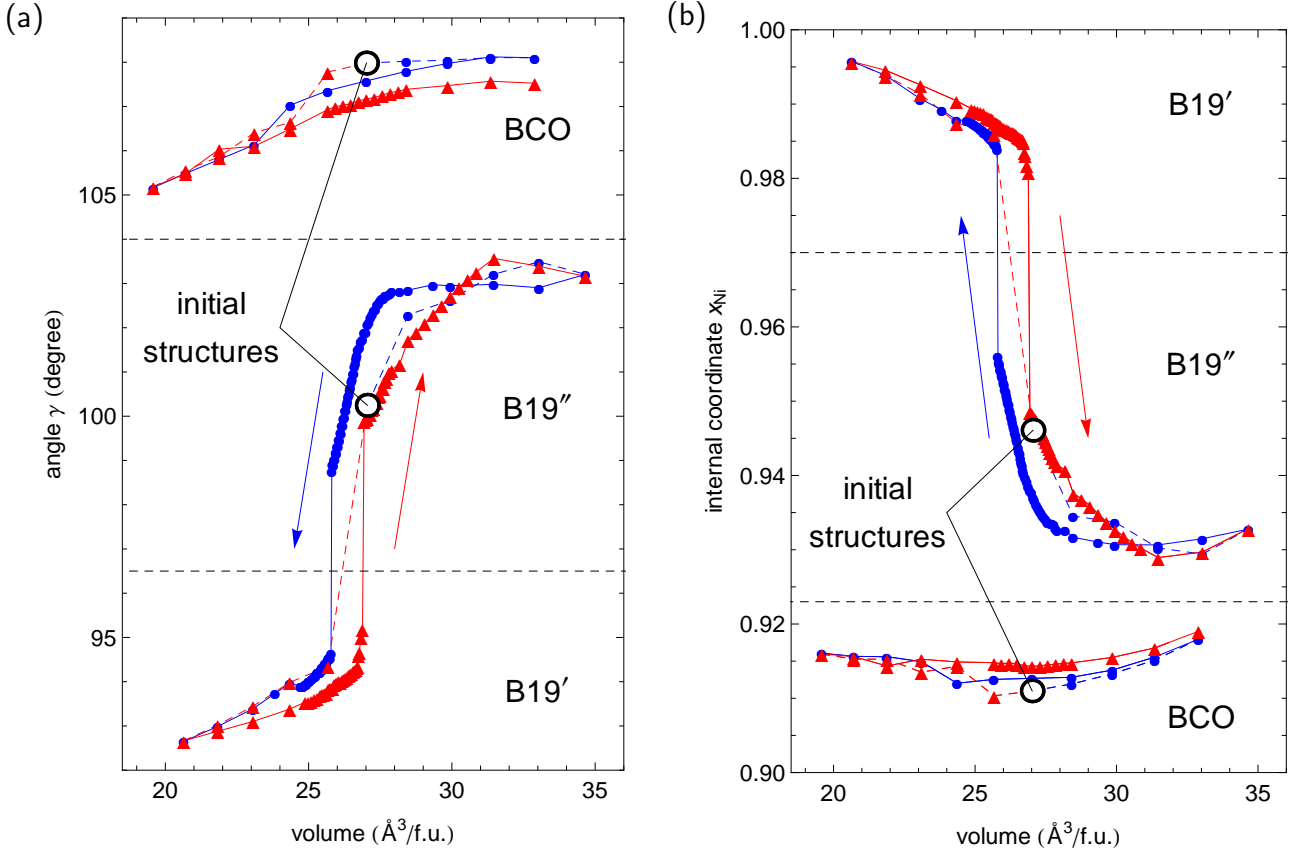 (a)
BCO
initial
structures
B19″
B19′
105
100
95
angle γ (degree)
20
25
30
35
volume (Å³/f.u.)
(b)
B19′
B19″
initial
structures
BCO
1.00
0.98
0.96
0.94
0.92
0.90
internal coordinate xNi
20
25
30
35
volume (Å³/f.u.)